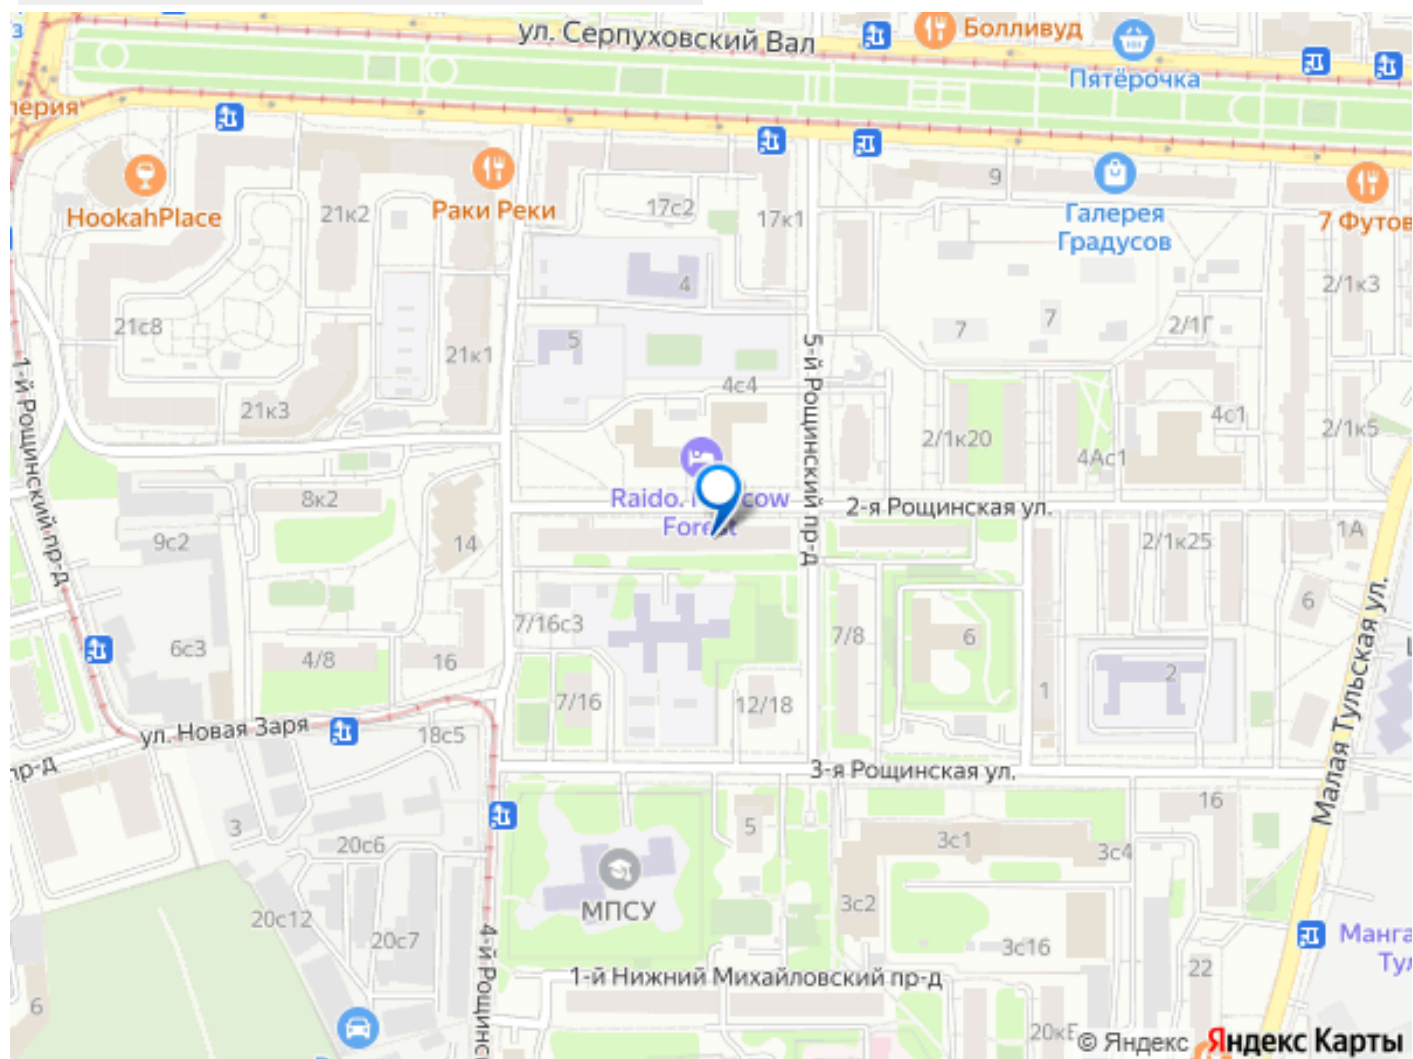 ул. Серпуховский Вал
Болливуд
Пятёрочка
3
HookahPlace
21к2
Раки Реки
17с2
17к1
9
Галерея
Градусов
7 Футов
4
2/1к3
21с8
5
7
7
2/1Г
21к1
4с4
21к3
1-й Рощинский пр-д
5-й Рощинский пр-д
4с1
2/1к20
2/1к5
4Ас1
8к2
Raido.
cow
2-я Рощинская ул.
9с2
14
2/1к25
1А
6
7/16с3
7/8
6
6с3
4/8
16
2
7/16
12/18
1
ул. Новая Заря
18с5
пр-д
3-я Рощинская ул.
Малая Тульская ул.
16
3
5
20с6
3с1
3с4
МПСУ
3с2
20с12
20с7
4-й Рощинс
3с16
Манга
Тул
1-й Нижний Михайловский пр-д
22
6
© Яндекс Яндекс Карты